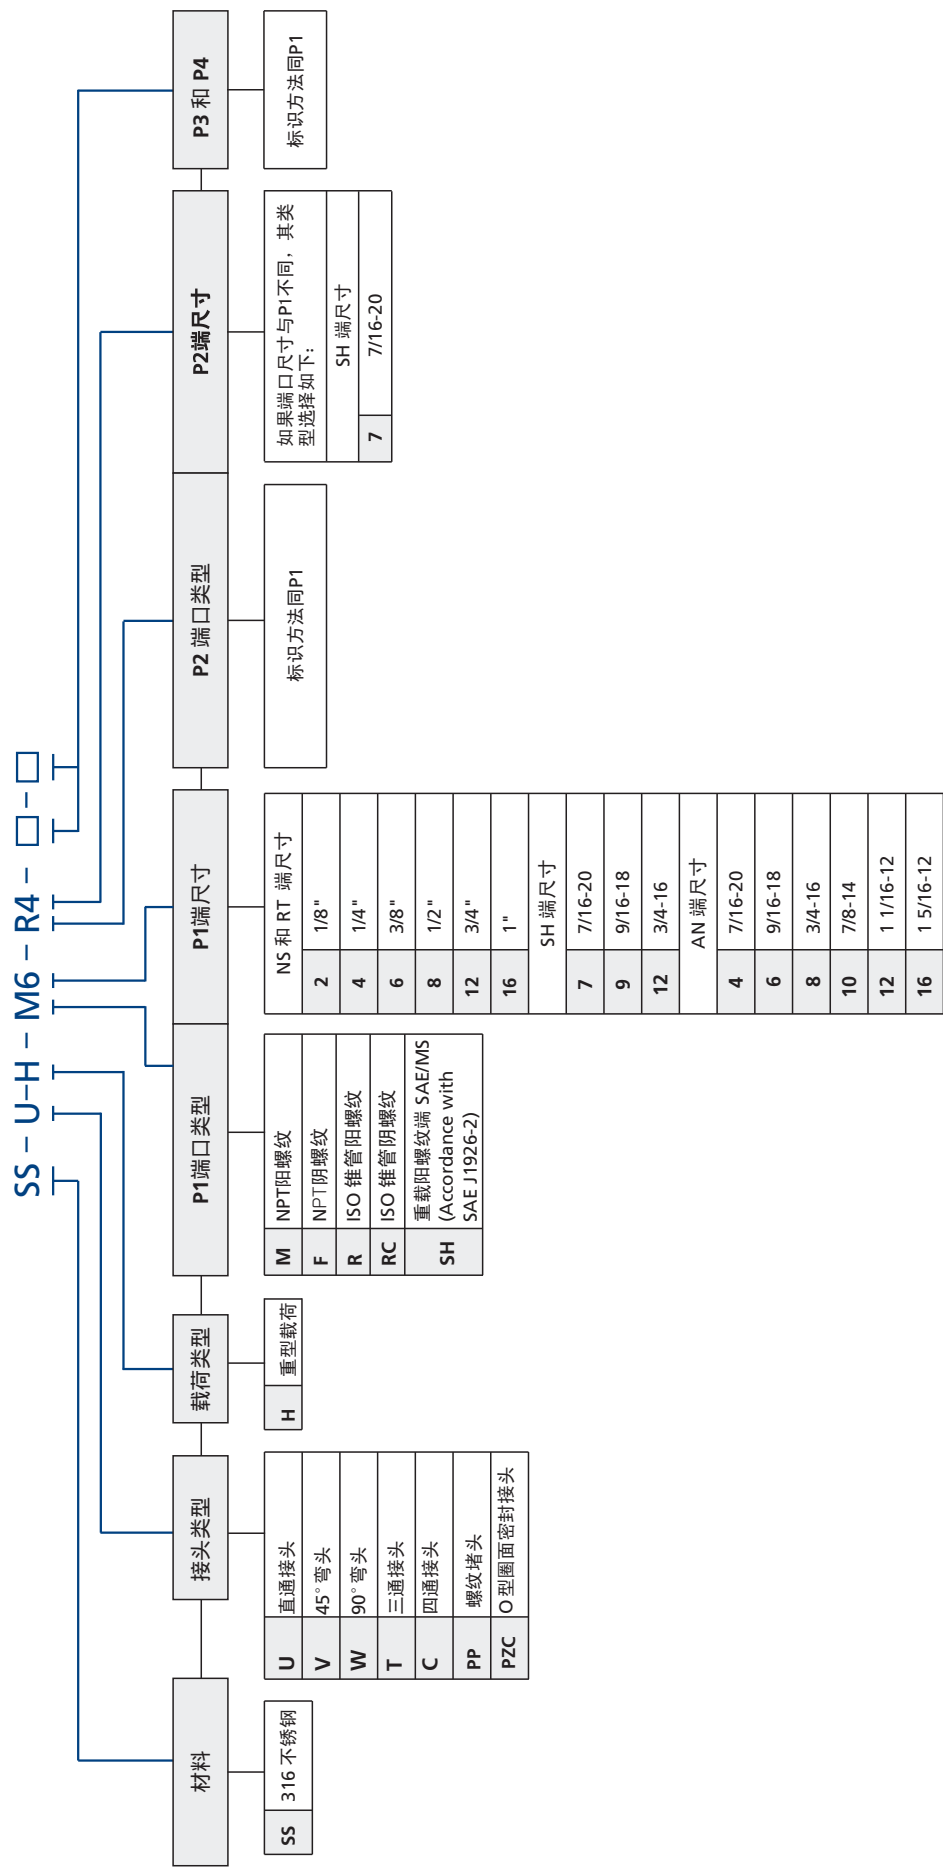 SS – U–H – M6 – R4 – □ – □
材料
SS 316 不锈钢
接头类型
U 直通接头
V 45°弯头
W 90°弯头
T 三通接头
C 四通接头
PP 螺纹堵头
PZC O型圈面密封接头
载荷类型
H 重型载荷
P1端口类型
M NPT阳螺纹
F NPT阴螺纹
R ISO 锥管阳螺纹
RC ISO 锥管阴螺纹
SH 重载阳螺纹端 SAE/MS
(Accordance with
SAE J1926-2)
P1端尺寸
NS 和 RT 端尺寸
2 1/8"
4 1/4"
6 3/8"
8 1/2"
12 3/4"
16 1"
SH 端尺寸
7 7/16-20
9 9/16-18
12 3/4-16
AN 端尺寸
4 7/16-20
6 9/16-18
8 3/4-16
10 7/8-14
12 1 1/16-12
16 1 5/16-12
P2 端口类型
标识方法同P1
P2端尺寸
如果端口尺寸与P1不同，其类
型选择如下：
SH 端尺寸
7 7/16-20
P3 和 P4
标识方法同P1